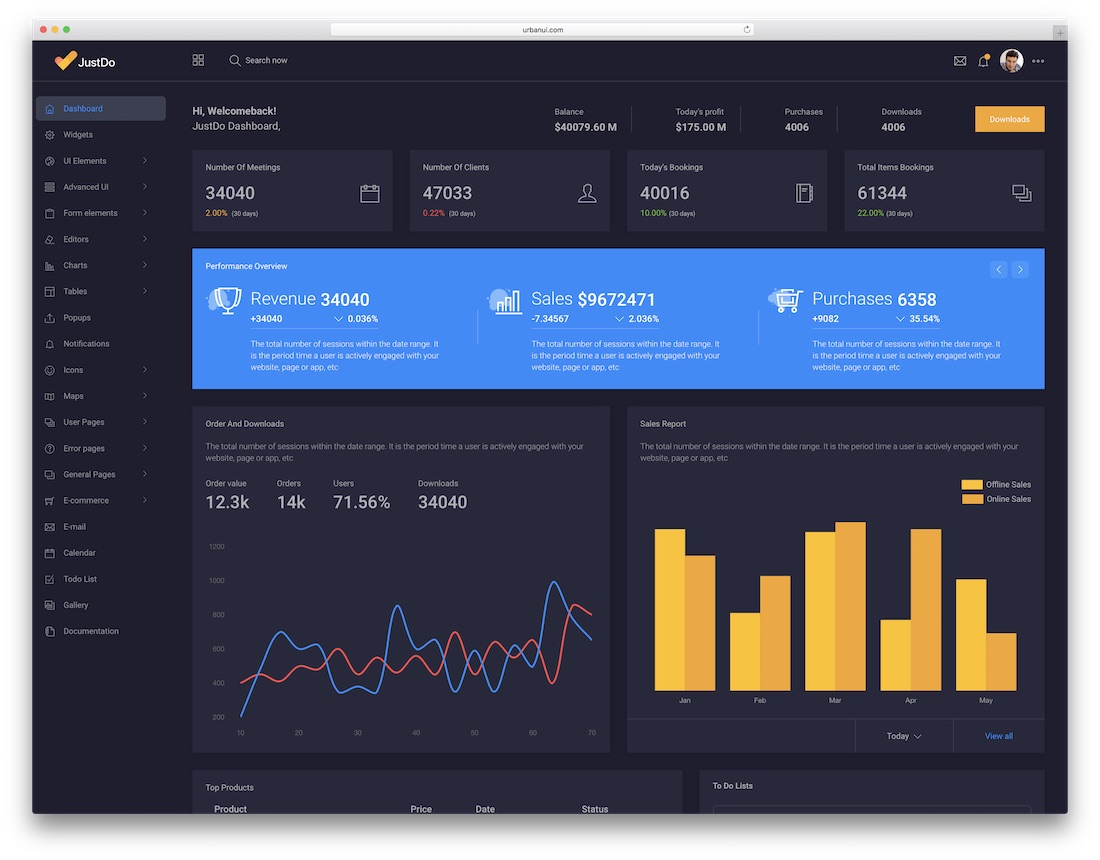 urbanui.com
JustDo
Search now
Dashboard
Widgets
UI Elements
Advanced UI
Form elements
Editors
Charts
Tables
Popups
Notifications
Icons
Maps
User Pages
Error pages
General Pages
E-commerce
E-mail
Calendar
Todo List
Gallery
Documentation
Hi, Welcomeback!
JustDo Dashboard,
Balance
$40079.60 M
Today's profit
$175.00 M
Purchases
4006
Downloads
4006
Downloads
Number Of Meetings
34040
2.00% (30 days)
Number Of Clients
47033
0.22% (30 days)
Today's Bookings
40016
10.00% (30 days)
Total Items Bookings
61344
22.00% (30 days)
Performance Overview
Revenue 34040
+34040 0.036%
The total number of sessions within the date range. It
is the period time a user is actively engaged with your
website, page or app, etc
Sales $9672471
-7.34567 2.036%
The total number of sessions within the date range. It
is the period time a user is actively engaged with your
website, page or app, etc
Purchases 6358
+9082 35.54%
The total number of sessions within the date range. It
is the period time a user is actively engaged with your
website, page or app, etc
Order And Downloads
The total number of sessions within the date range. It is the period time a user is actively engaged with your
website, page or app, etc
Order value
12.3k
Orders
14k
Users
71.56%
Downloads
34040
1200
1000
800
600
400
200
10 20 30 40 50 60 70
Sales Report
The total number of sessions within the date range. It is the period time a user is actively engaged with your
website, page or app, etc
Offline Sales
Online Sales
Jan Feb Mar Apr May
Today
View all
Top Products
Product Price Date Status
To Do Lists